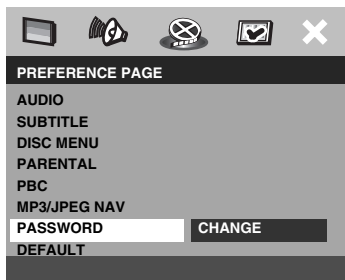 PREFERENCE PAGE
AUDIO
SUBTITLE
DISC MENU
PARENTAL
PBC
MP3/JPEG NAV
PASSWORD CHANGE
DEFAULT